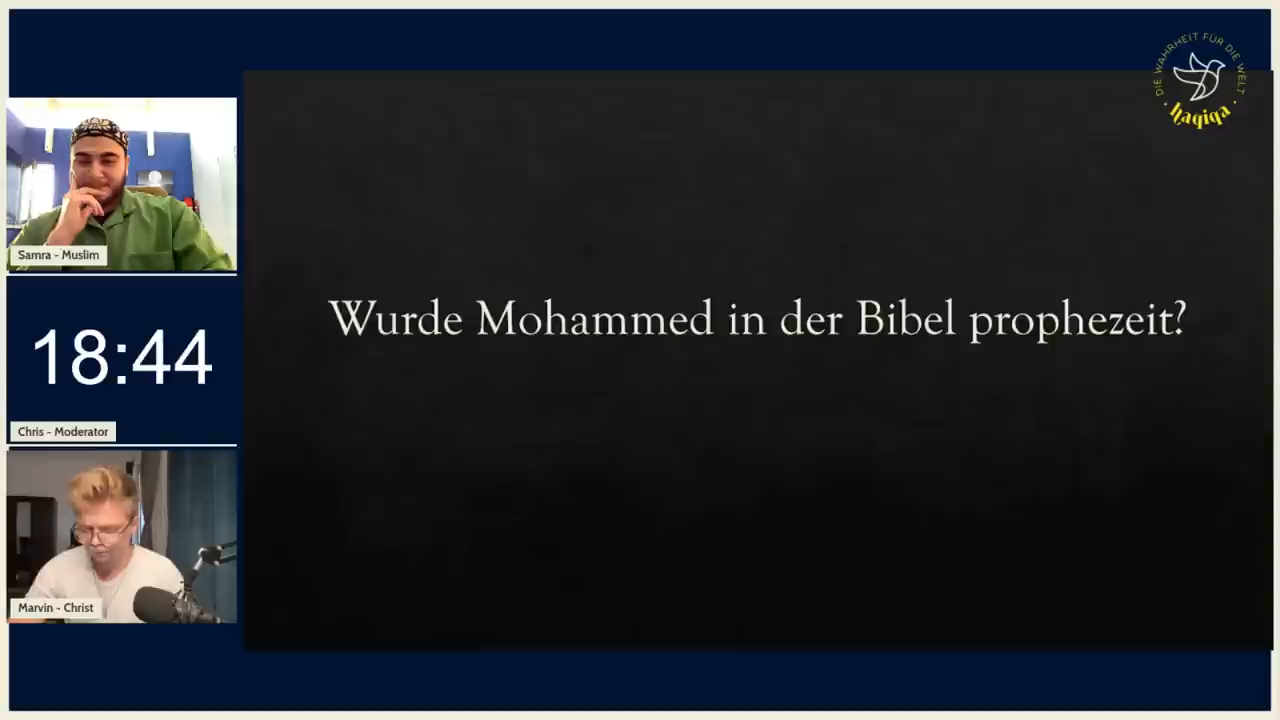 DIE WAHRHEIT FÜR DIE WELT
haqiqa
Samra - Muslim
Wurde Mohammed in der Bibel prophezeit?
18:44
Chris - Moderator
Marvin - Christ